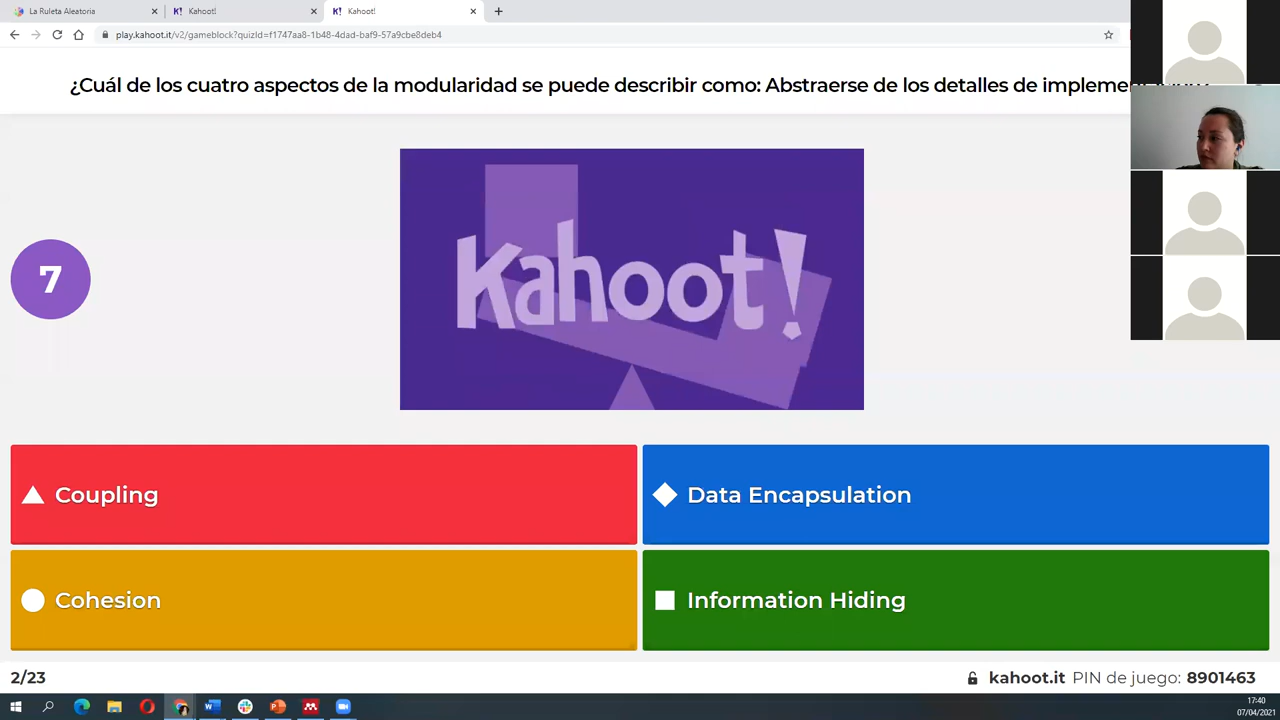 La Ruleta Aleatoria
Kahoot!
Kahoot!
play.kahoot.it/v2/gameblock?quizId=f1747aa8-1b48-4dad-baf9-57a9cbe8deb4
¿Cuál de los cuatro aspectos de la modularidad se puede describir como: Abstraerse de los detalles de
Kahoot!
7
Coupling
Data Encapsulation
Cohesion
Information Hiding
2/23
kahoot.it PIN de juego: 8901463
17:40
07/04/2021